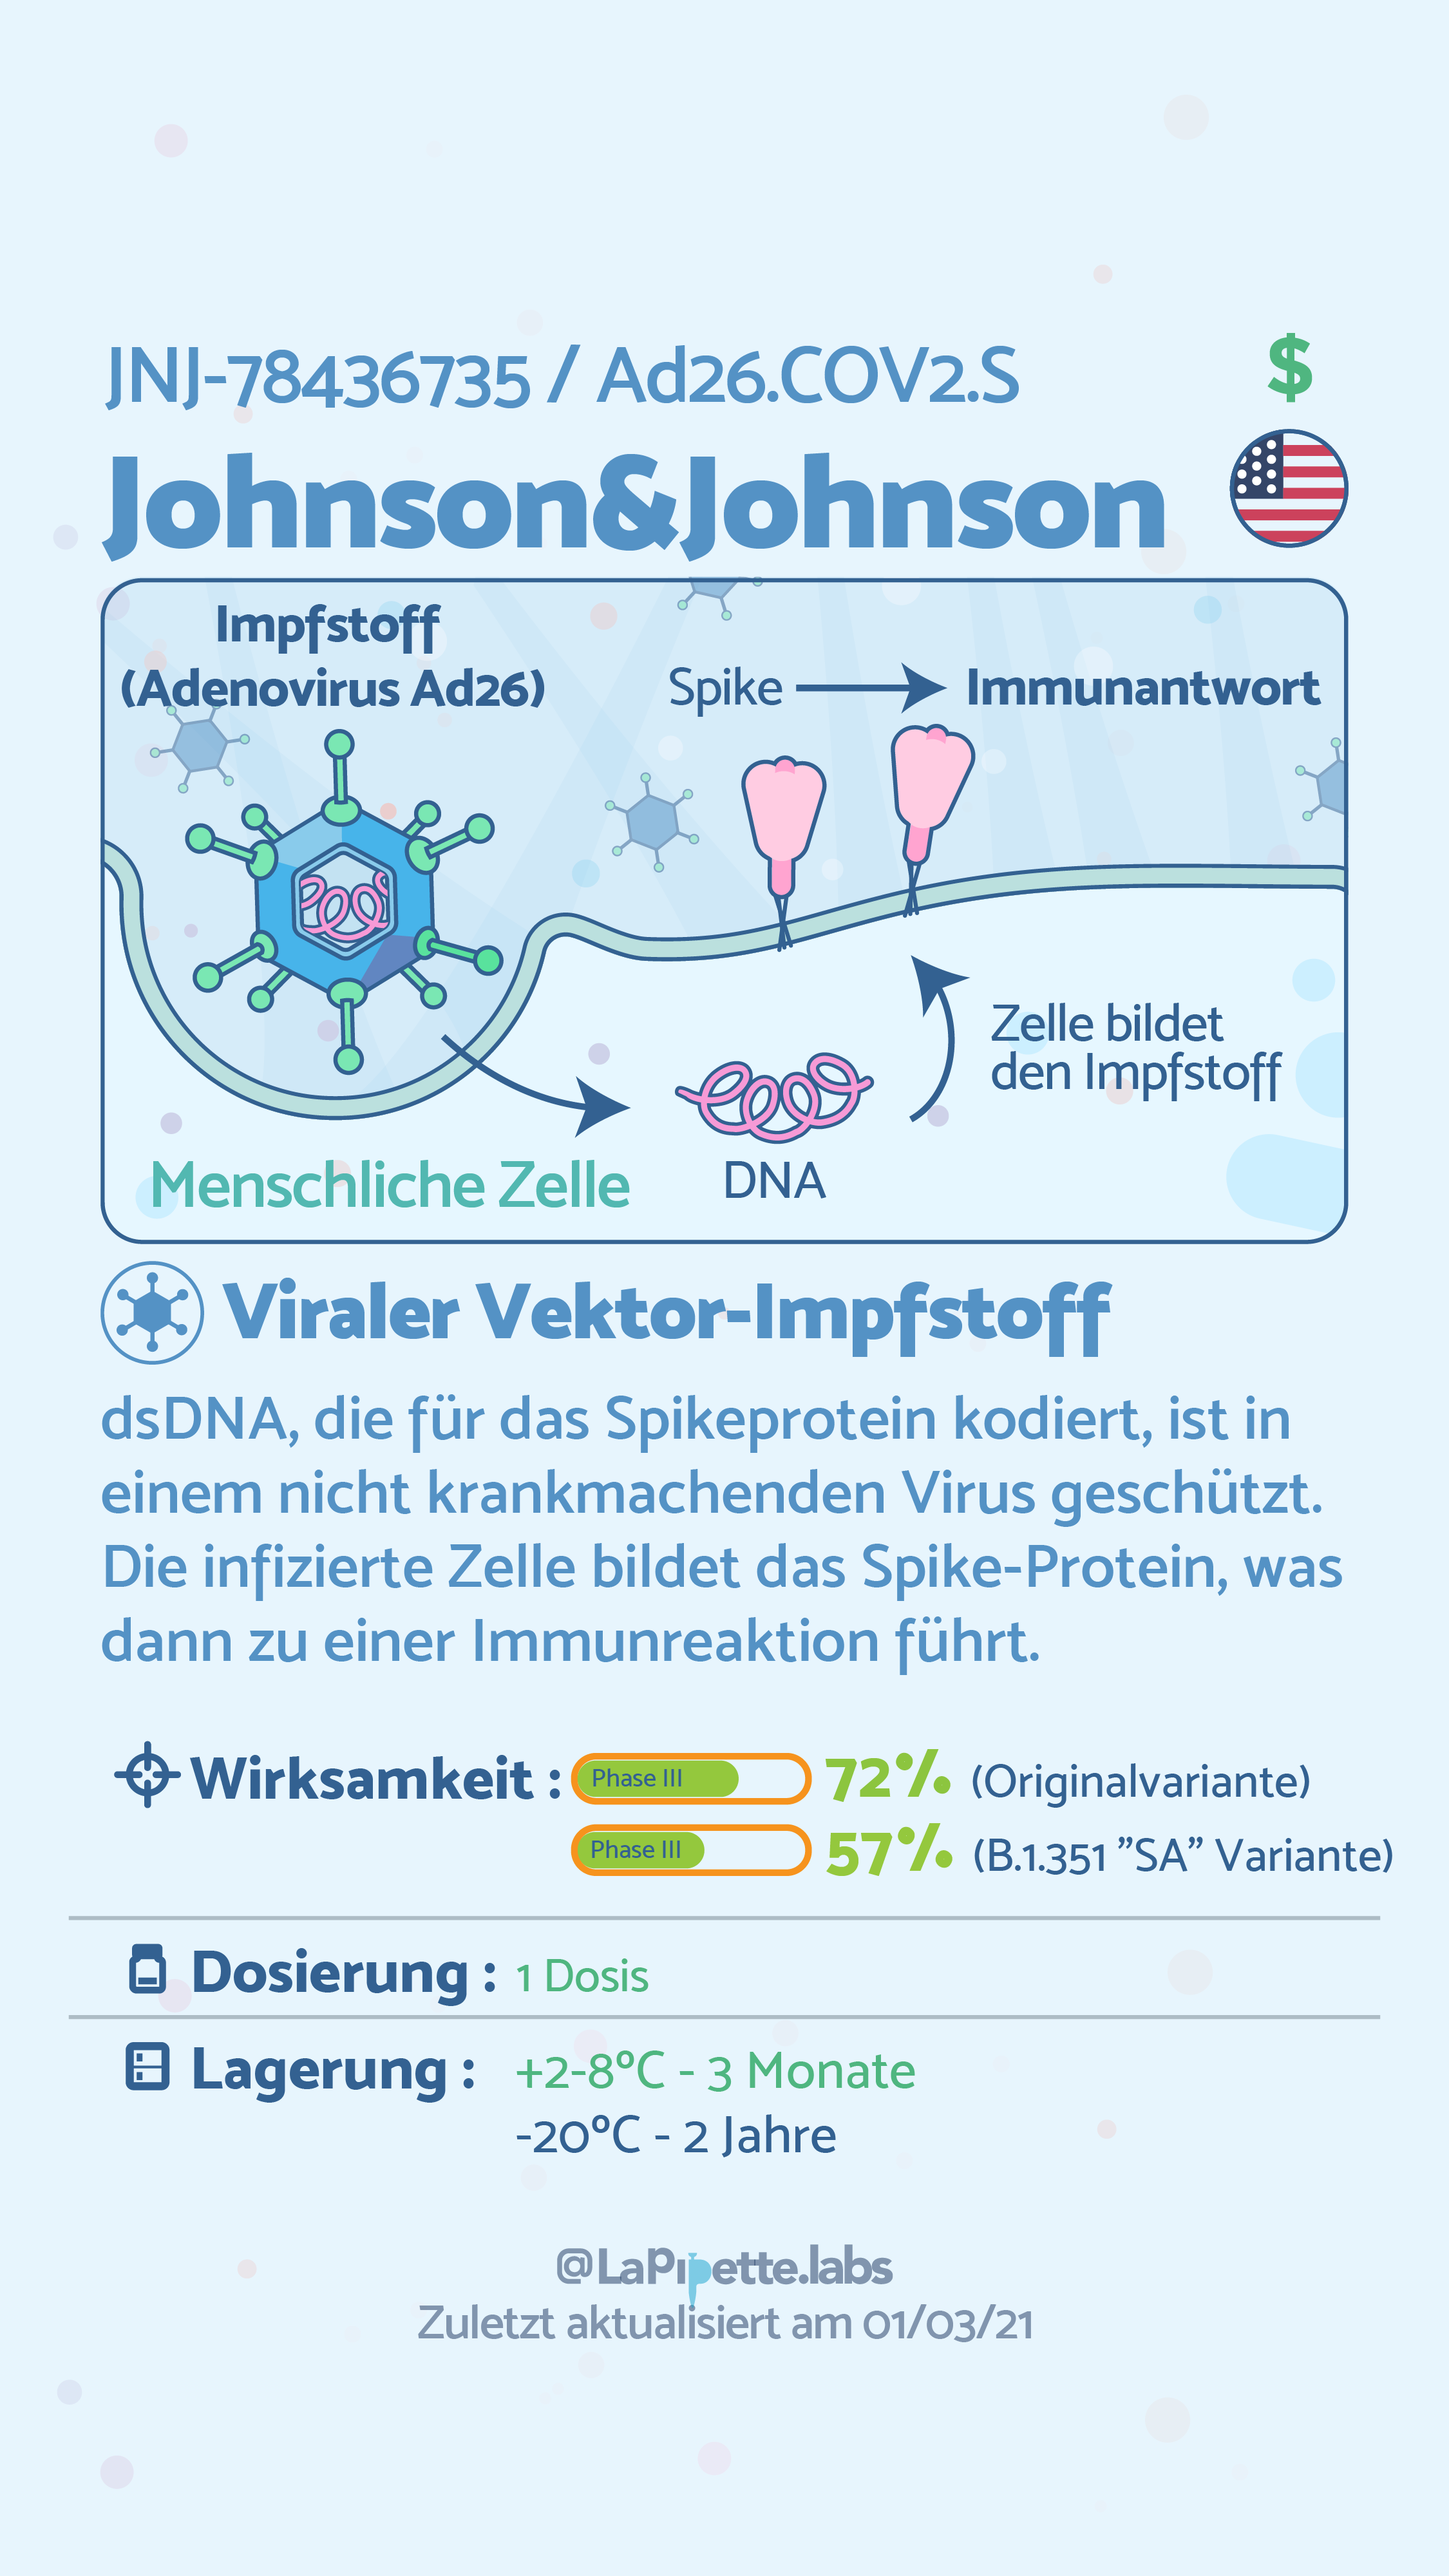 JNJ-78436735 / Ad26.COV2.S
$
Johnson&Johnson
Impfstoff
(Adenovirus Ad26)
Spike
Immunantwort
Zelle bildet
den Impfstoff
Menschliche Zelle
DNA
Viraler Vektor-Impfstoff
dsDNA, die für das Spikeprotein kodiert, ist in
einem nicht krankmachenden Virus geschützt.
Die infizierte Zelle bildet das Spike-Protein, was
dann zu einer Immunreaktion führt.
Wirksamkeit : Phase III 72% (Originalvariante)
Phase III 57% (B.1.351 ”SA” Variante)
Dosierung : 1 Dosis
Lagerung : +2-8°C - 3 Monate
-20°C - 2 Jahre
@LaPipette.labs
Zuletzt aktualisiert am 01/03/21